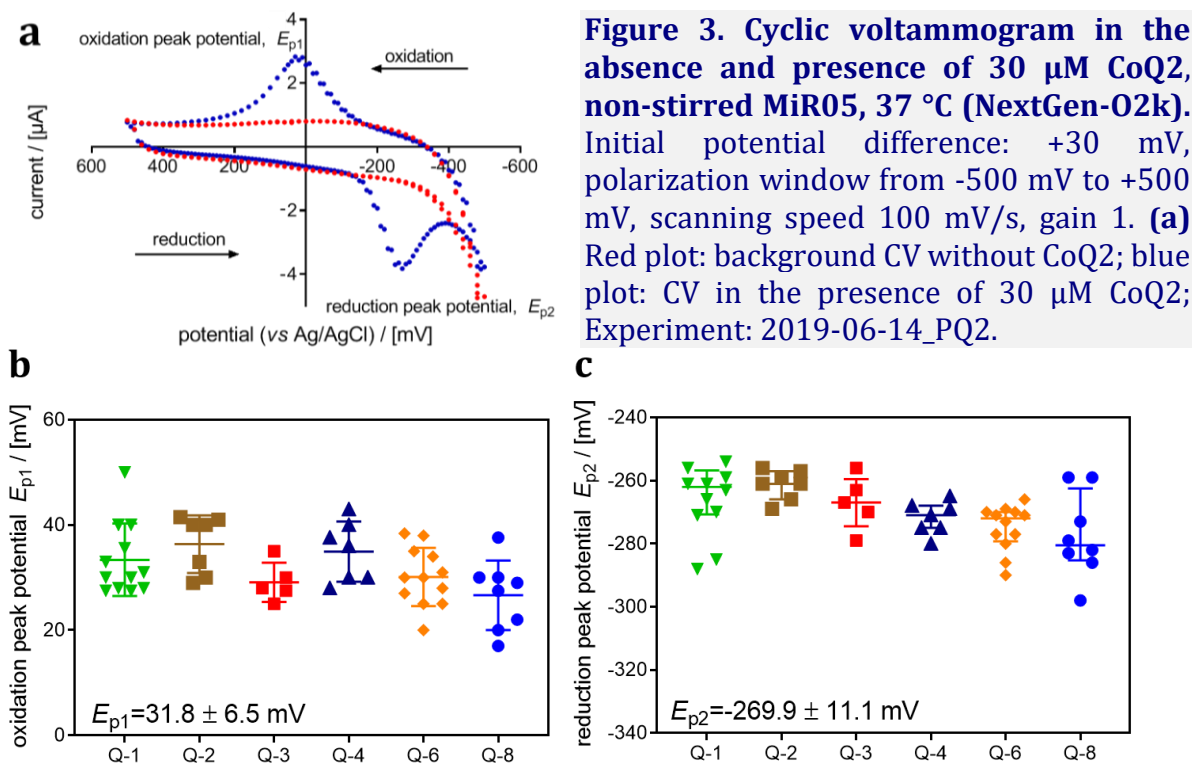 a
4
oxidation peak potential, Ep1
oxidation
2
current / [µA]
600 400 200 -200 -400 -600
-2
reduction
-4
reduction peak potential, Ep2
potential (vs Ag/AgCl) / [mV]
Figure 3. Cyclic voltammogram in the
absence and presence of 30 µM CoQ2,
non-stirred MiR05, 37 °C (NextGen-O2k).
Initial potential difference: +30 mV,
polarization window from -500 mV to +500
mV, scanning speed 100 mV/s, gain 1. (a)
Red plot: background CV without CoQ2; blue
plot: CV in the presence of 30 µM CoQ2;
Experiment: 2019-06-14_PQ2.
b
oxidation peak potential Ep1 / [mV]
60
40
20
0
Ep1=31.8 ± 6.5 mV
Q-1 Q-2 Q-3 Q-4 Q-6 Q-8
c
reduction peak potential Ep2 / [mV]
-240
-260
-280
-300
-320
-340
Ep2=-269.9 ± 11.1 mV
Q-1 Q-2 Q-3 Q-4 Q-6 Q-8